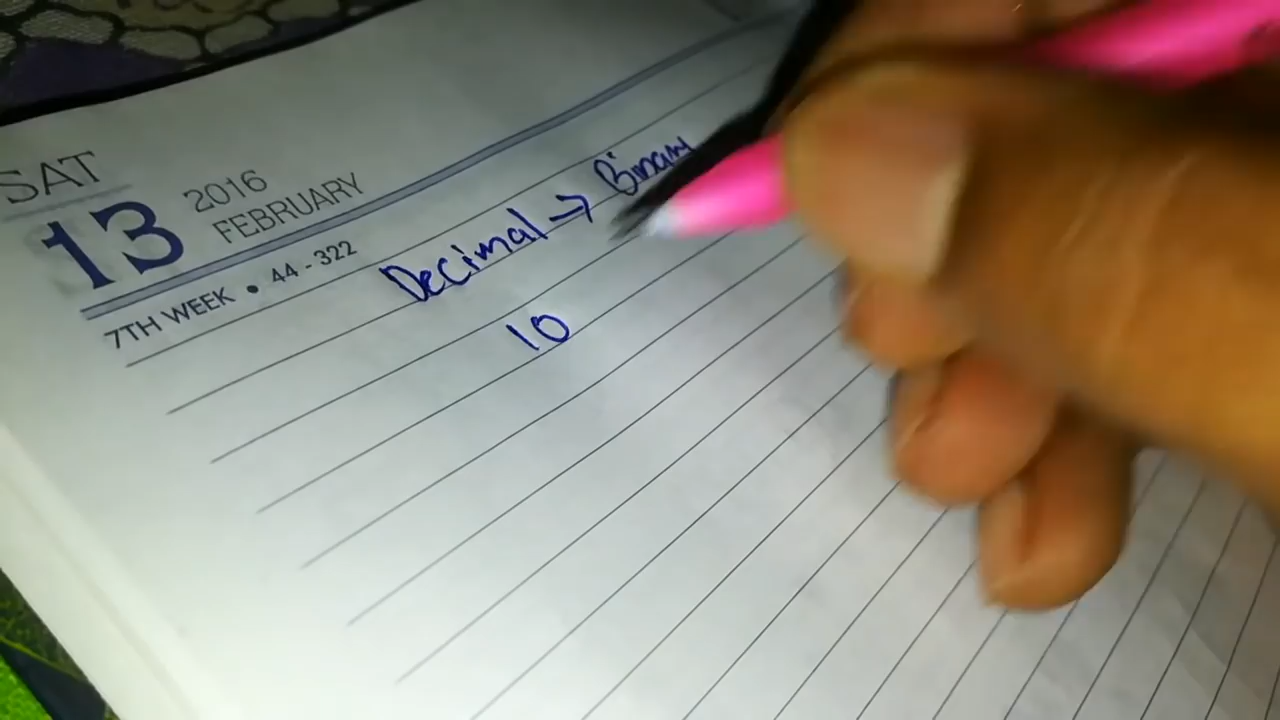 SAT
13
2016
FEBRUARY
7TH WEEK • 44 - 322
Decimal → Binary
10